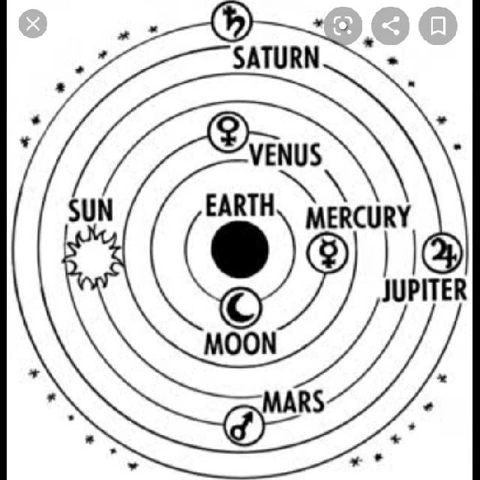 SATURN
VENUS
SUN
EARTH
MERCURY
JUPITER
MOON
MARS